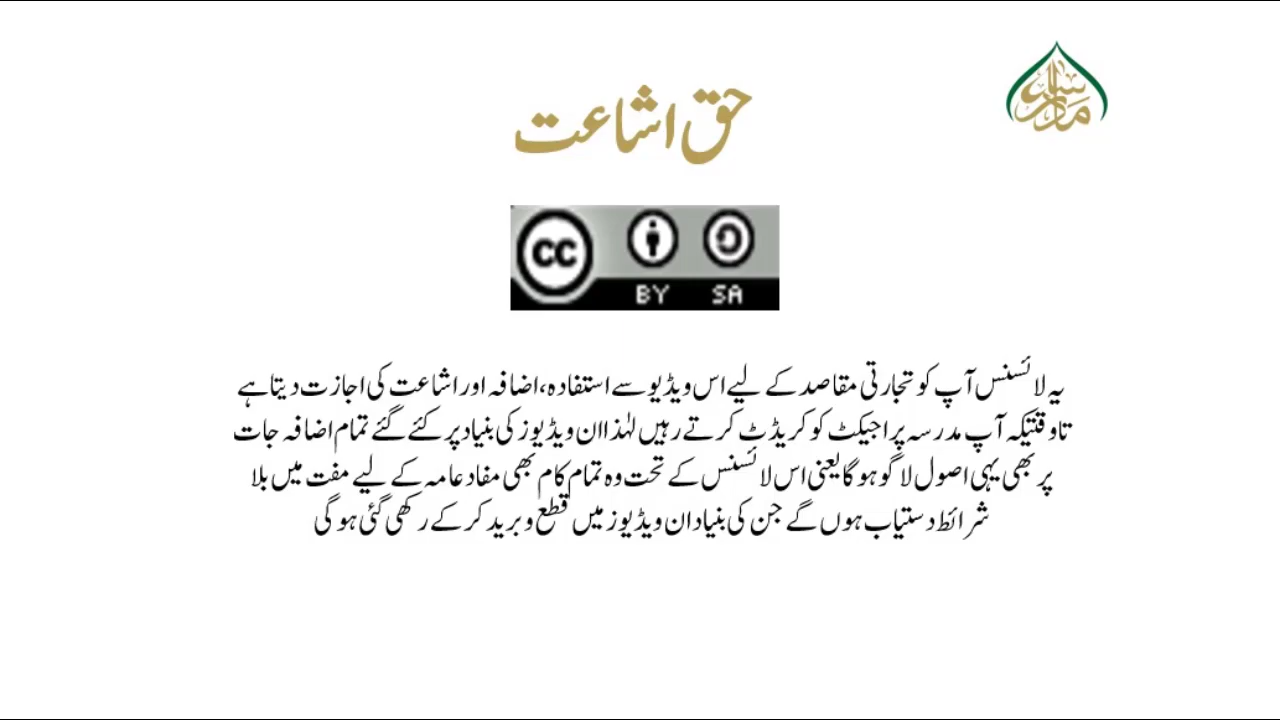 مدرسہ
حق اشاعت
CC
BY SA
یہ لائسنس آپ کو تجارتی مقاصد کے لیے اس ویڈیو سے استفادہ، اضافہ اور اشاعت کی اجازت دیتا ہے
تاوقتیکہ آپ مدرسہ پراجیکٹ کو کریڈٹ کرتے رہیں لہٰذا ان ویڈیوز کی بنیاد پر کئے گئے تمام اضافہ جات
پر بھی یہی اصول لاگو ہو گا یعنی اس لائسنس کے تحت وہ تمام کام بھی مفاد عامہ کے لیے مفت میں بلا
شرائط دستیاب ہوں گے جن کی بنیاد ان ویڈیوز میں قطع و برید کر کے رکھی گئی ہو گی